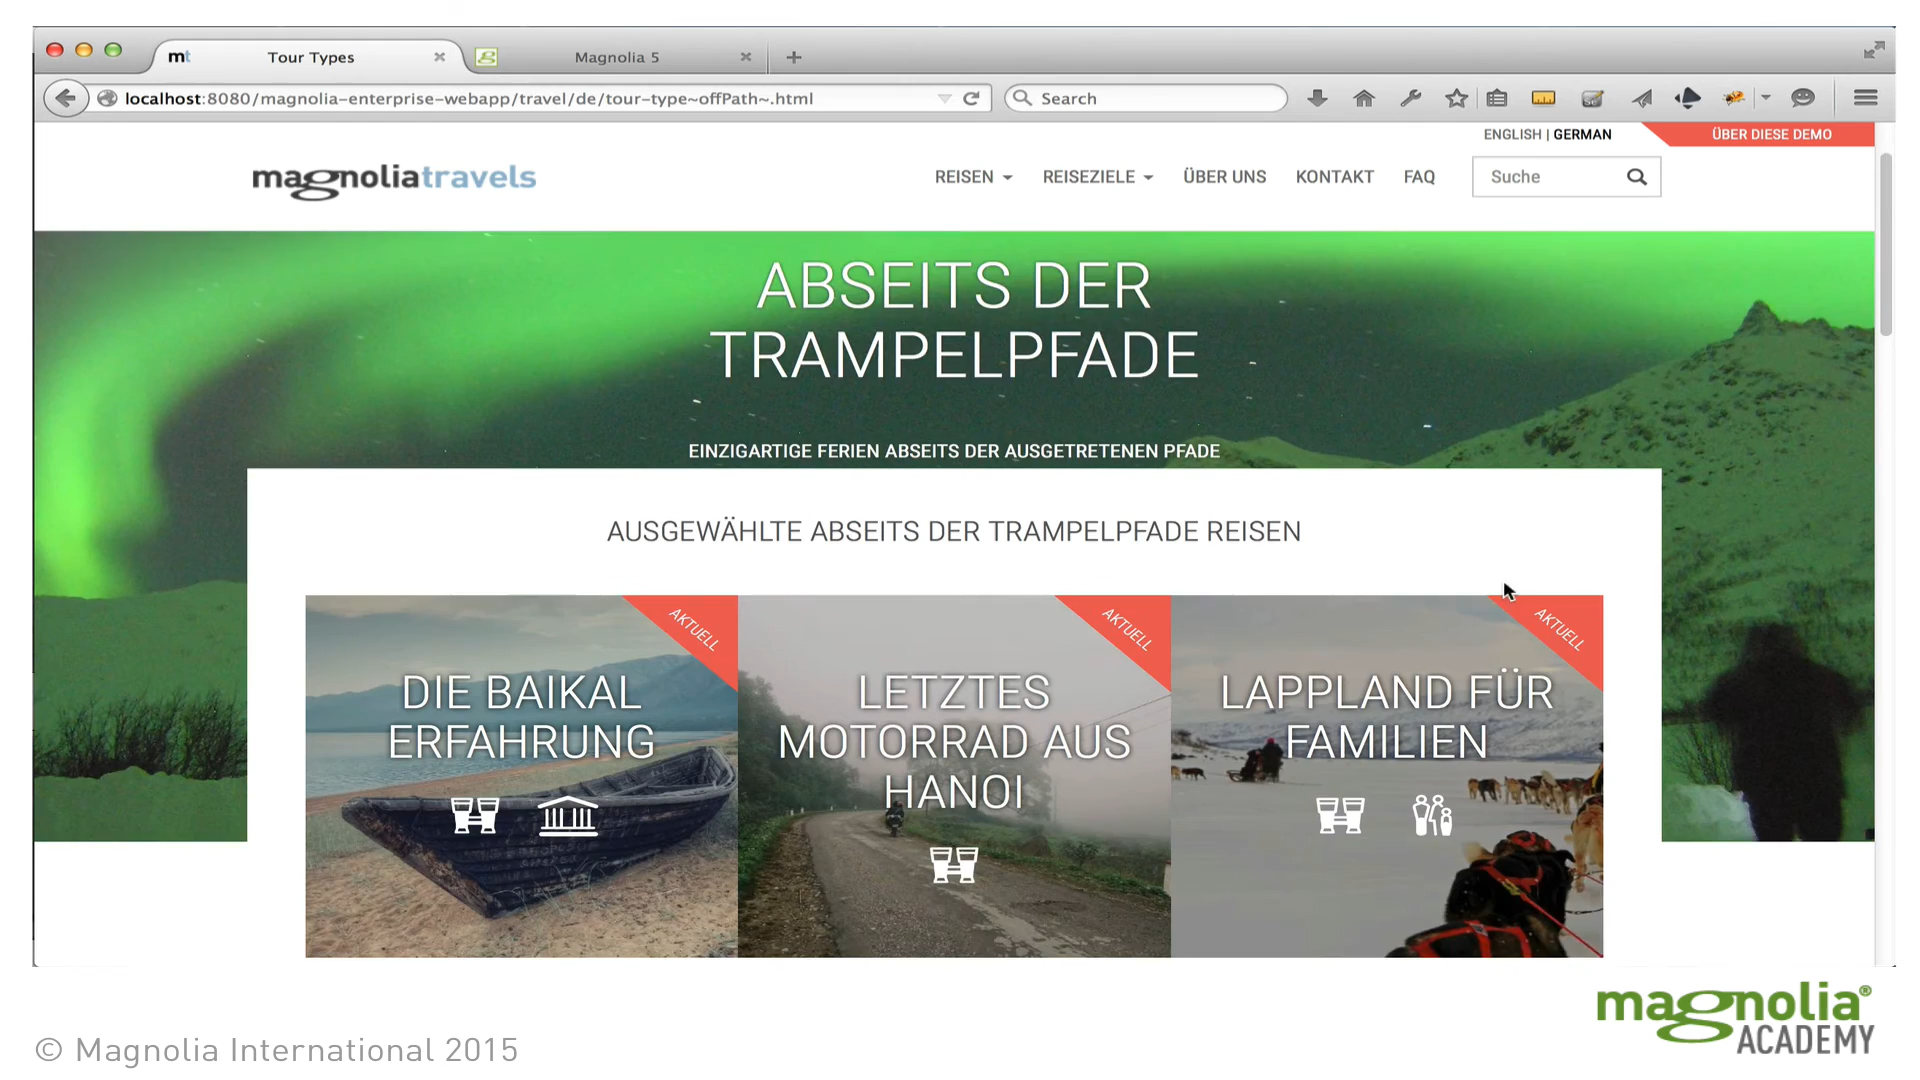 mt Tour Types
Magnolia 5
localhost:8080/magnolia-enterprise-webapp/travel/de/tour-type~offPath~.html
Search
ENGLISH | GERMAN
ÜBER DIESE DEMO
magnoliatravels
REISEN
REISEZIELE
ÜBER UNS
KONTAKT
FAQ
Suche
ABSEITS DER
TRAMPELPFADE
EINZIGARTIGE FERIEN ABSEITS DER AUSGETRETENEN PFADE
AUSGEWÄHLTE ABSEITS DER TRAMPELPFADE REISEN
AKTUELL
DIE BAIKAL
ERFAHRUNG
AKTUELL
LETZTES
MOTORRAD AUS
HANOI
AKTUELL
LAPPLAND FÜR
FAMILIEN
© Magnolia International 2015
magnolia®
ACADEMY